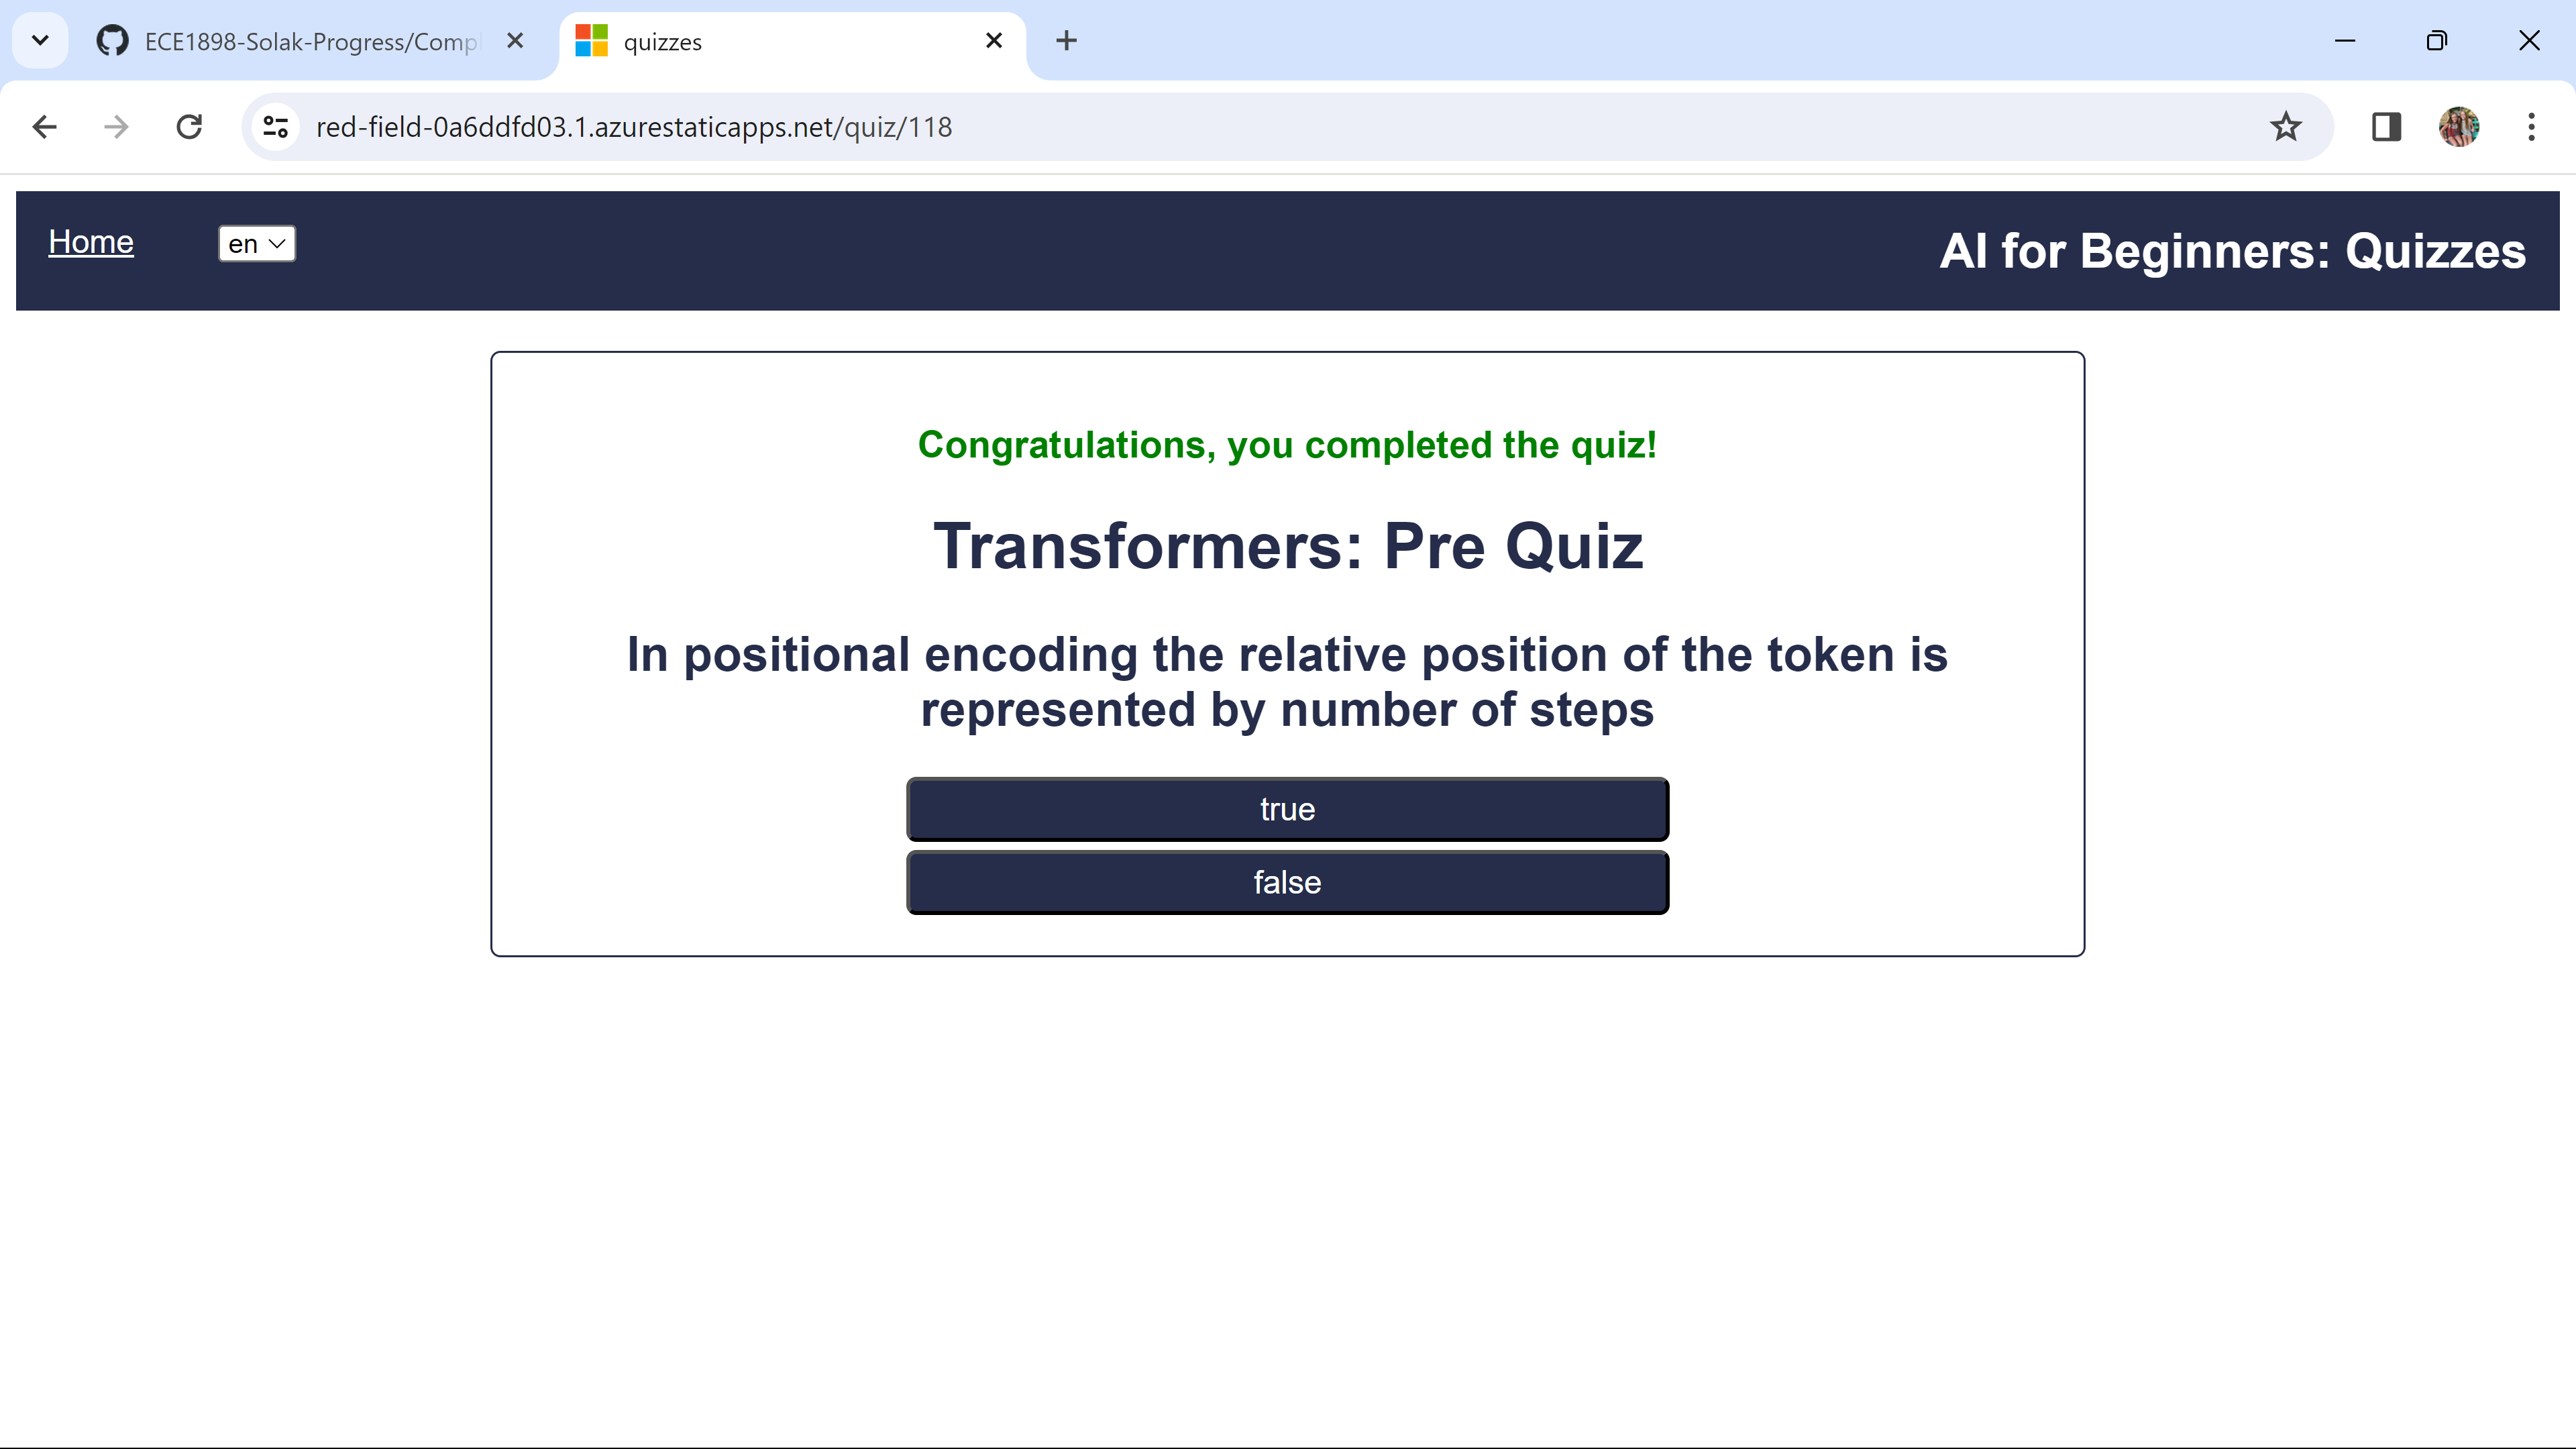 ECE1898-Solak-Progress/Comp
quizzes
red-field-0a6ddfd03.1.azurestaticapps.net/quiz/118
Home
en
AI for Beginners: Quizzes
Congratulations, you completed the quiz!
Transformers: Pre Quiz
In positional encoding the relative position of the token is
represented by number of steps
true
false